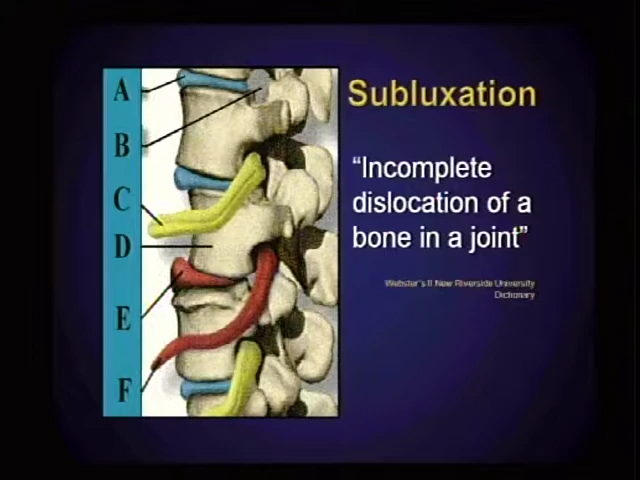 A
B
C
D
E
F
Subluxation
“Incomplete
dislocation of a
bone in a joint”
Webster's II New Riverside University
Dictionary